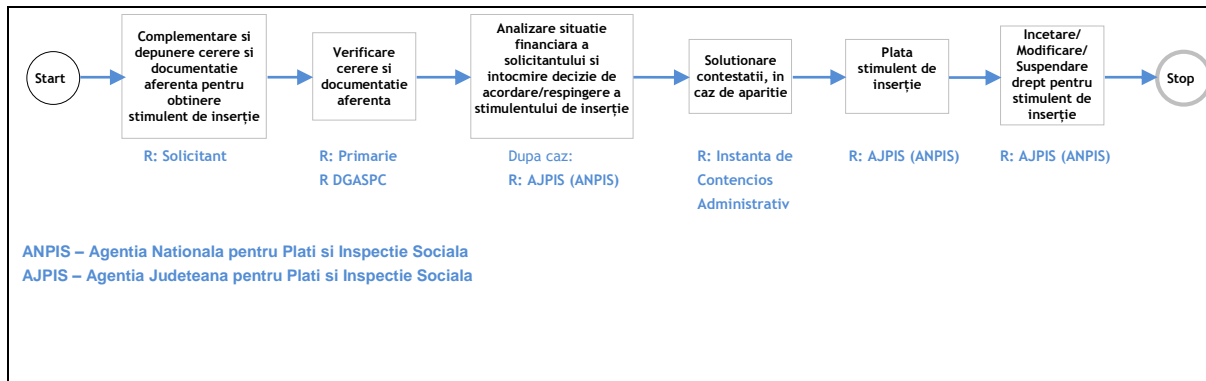 Start
Complementare si
depunere cerere si
documentatie
aferenta pentru
obtinere
stimulent de inserție
R: Solicitant
Verificare
cerere si
documentatie
aferenta
R: Primarie
R DGASPC
Analizare situatie
financiara a
solicitantului si
intocmire decizie de
acordare/respingere a
stimulentului de inserție
Dupa caz:
R: AJPIS (ANPIS)
Solutionare
contestatii, in
caz de aparitie
R: Instanta de
Contencios
Administrativ
Plata
stimulent de
inserție
R: AJPIS (ANPIS)
Incetare/
Modificare/
Suspendare
drept pentru
stimulent de
inserție
R: AJPIS (ANPIS)
Stop
ANPIS – Agentia Nationala pentru Plati si Inspectie Sociala
AJPIS – Agentia Judeteana pentru Plati si Inspectie Sociala